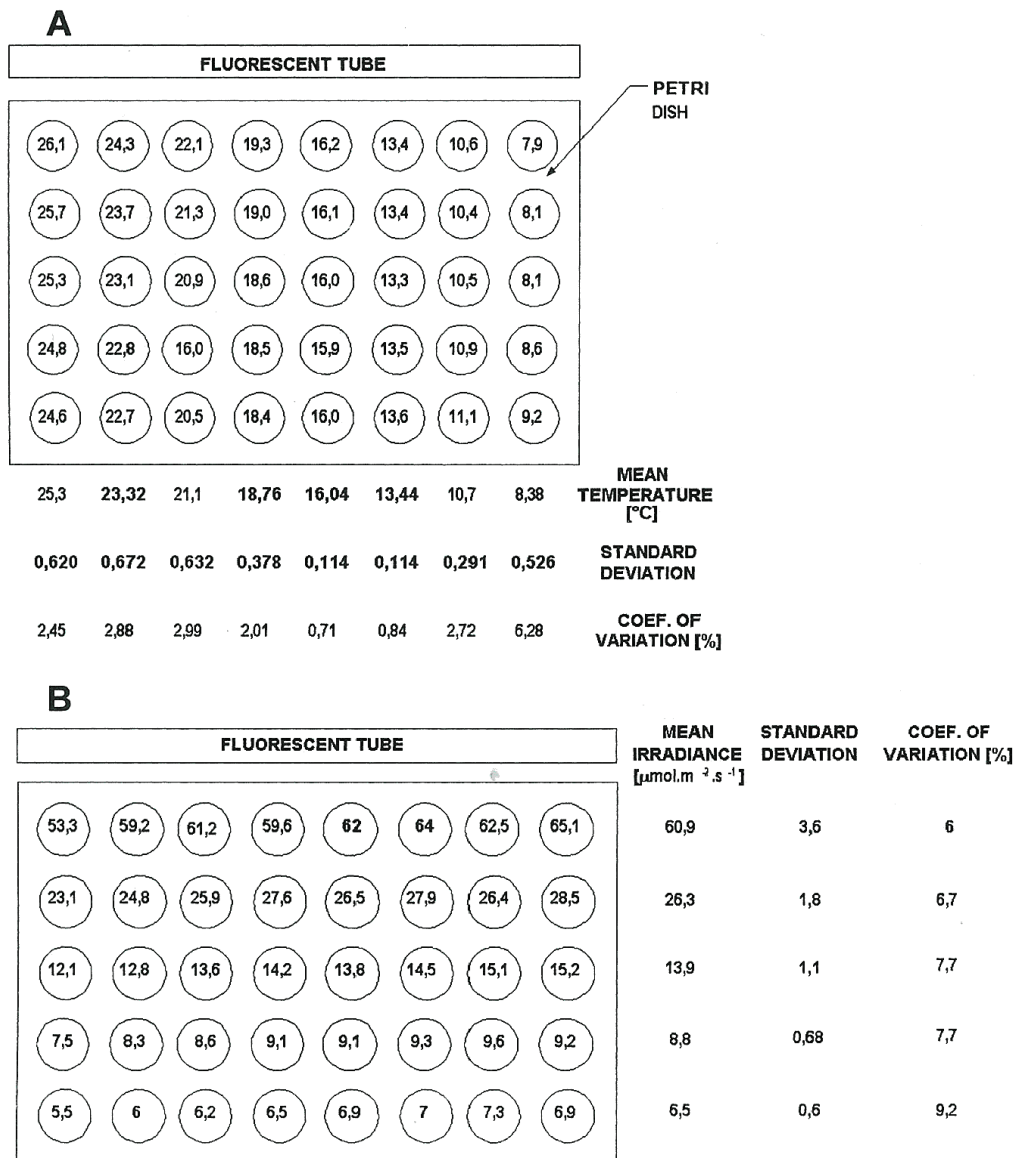 A
FLUORESCENT TUBE
PETRI
DISH
26,1 24,3 22,1 19,3 16,2 13,4 10,6 7,9
25,7 23,7 21,3 19,0 16,1 13,4 10,4 8,1
25,3 23,1 20,9 18,6 16,0 13,3 10,5 8,1
24,8 22,8 16,0 18,5 15,9 13,5 10,9 8,6
24,6 22,7 20,5 18,4 16,0 13,6 11,1 9,2
25,3 23,32 21,1 18,76 16,04 13,44 10,7 8,38
MEAN
TEMPERATURE
[°C]
0,620 0,672 0,632 0,378 0,114 0,114 0,291 0,526
STANDARD
DEVIATION
2,45 2,88 2,99 2,01 0,71 0,84 2,72 6,28
COEF. OF
VARIATION [%]
B
FLUORESCENT TUBE
MEAN
IRRADIANCE
[µmol.m -2 .s -1 ]
STANDARD
DEVIATION
COEF. OF
VARIATION [%]
53,3 59,2 61,2 59,6 62 64 62,5 65,1 60,9 3,6 6
23,1 24,8 25,9 27,6 26,5 27,9 26,4 28,5 26,3 1,8 6,7
12,1 12,8 13,6 14,2 13,8 14,5 15,1 15,2 13,9 1,1 7,7
7,5 8,3 8,6 9,1 9,1 9,3 9,6 9,2 8,8 0,68 7,7
5,5 6 6,2 6,5 6,9 7 7,3 6,9 6,5 0,6 9,2